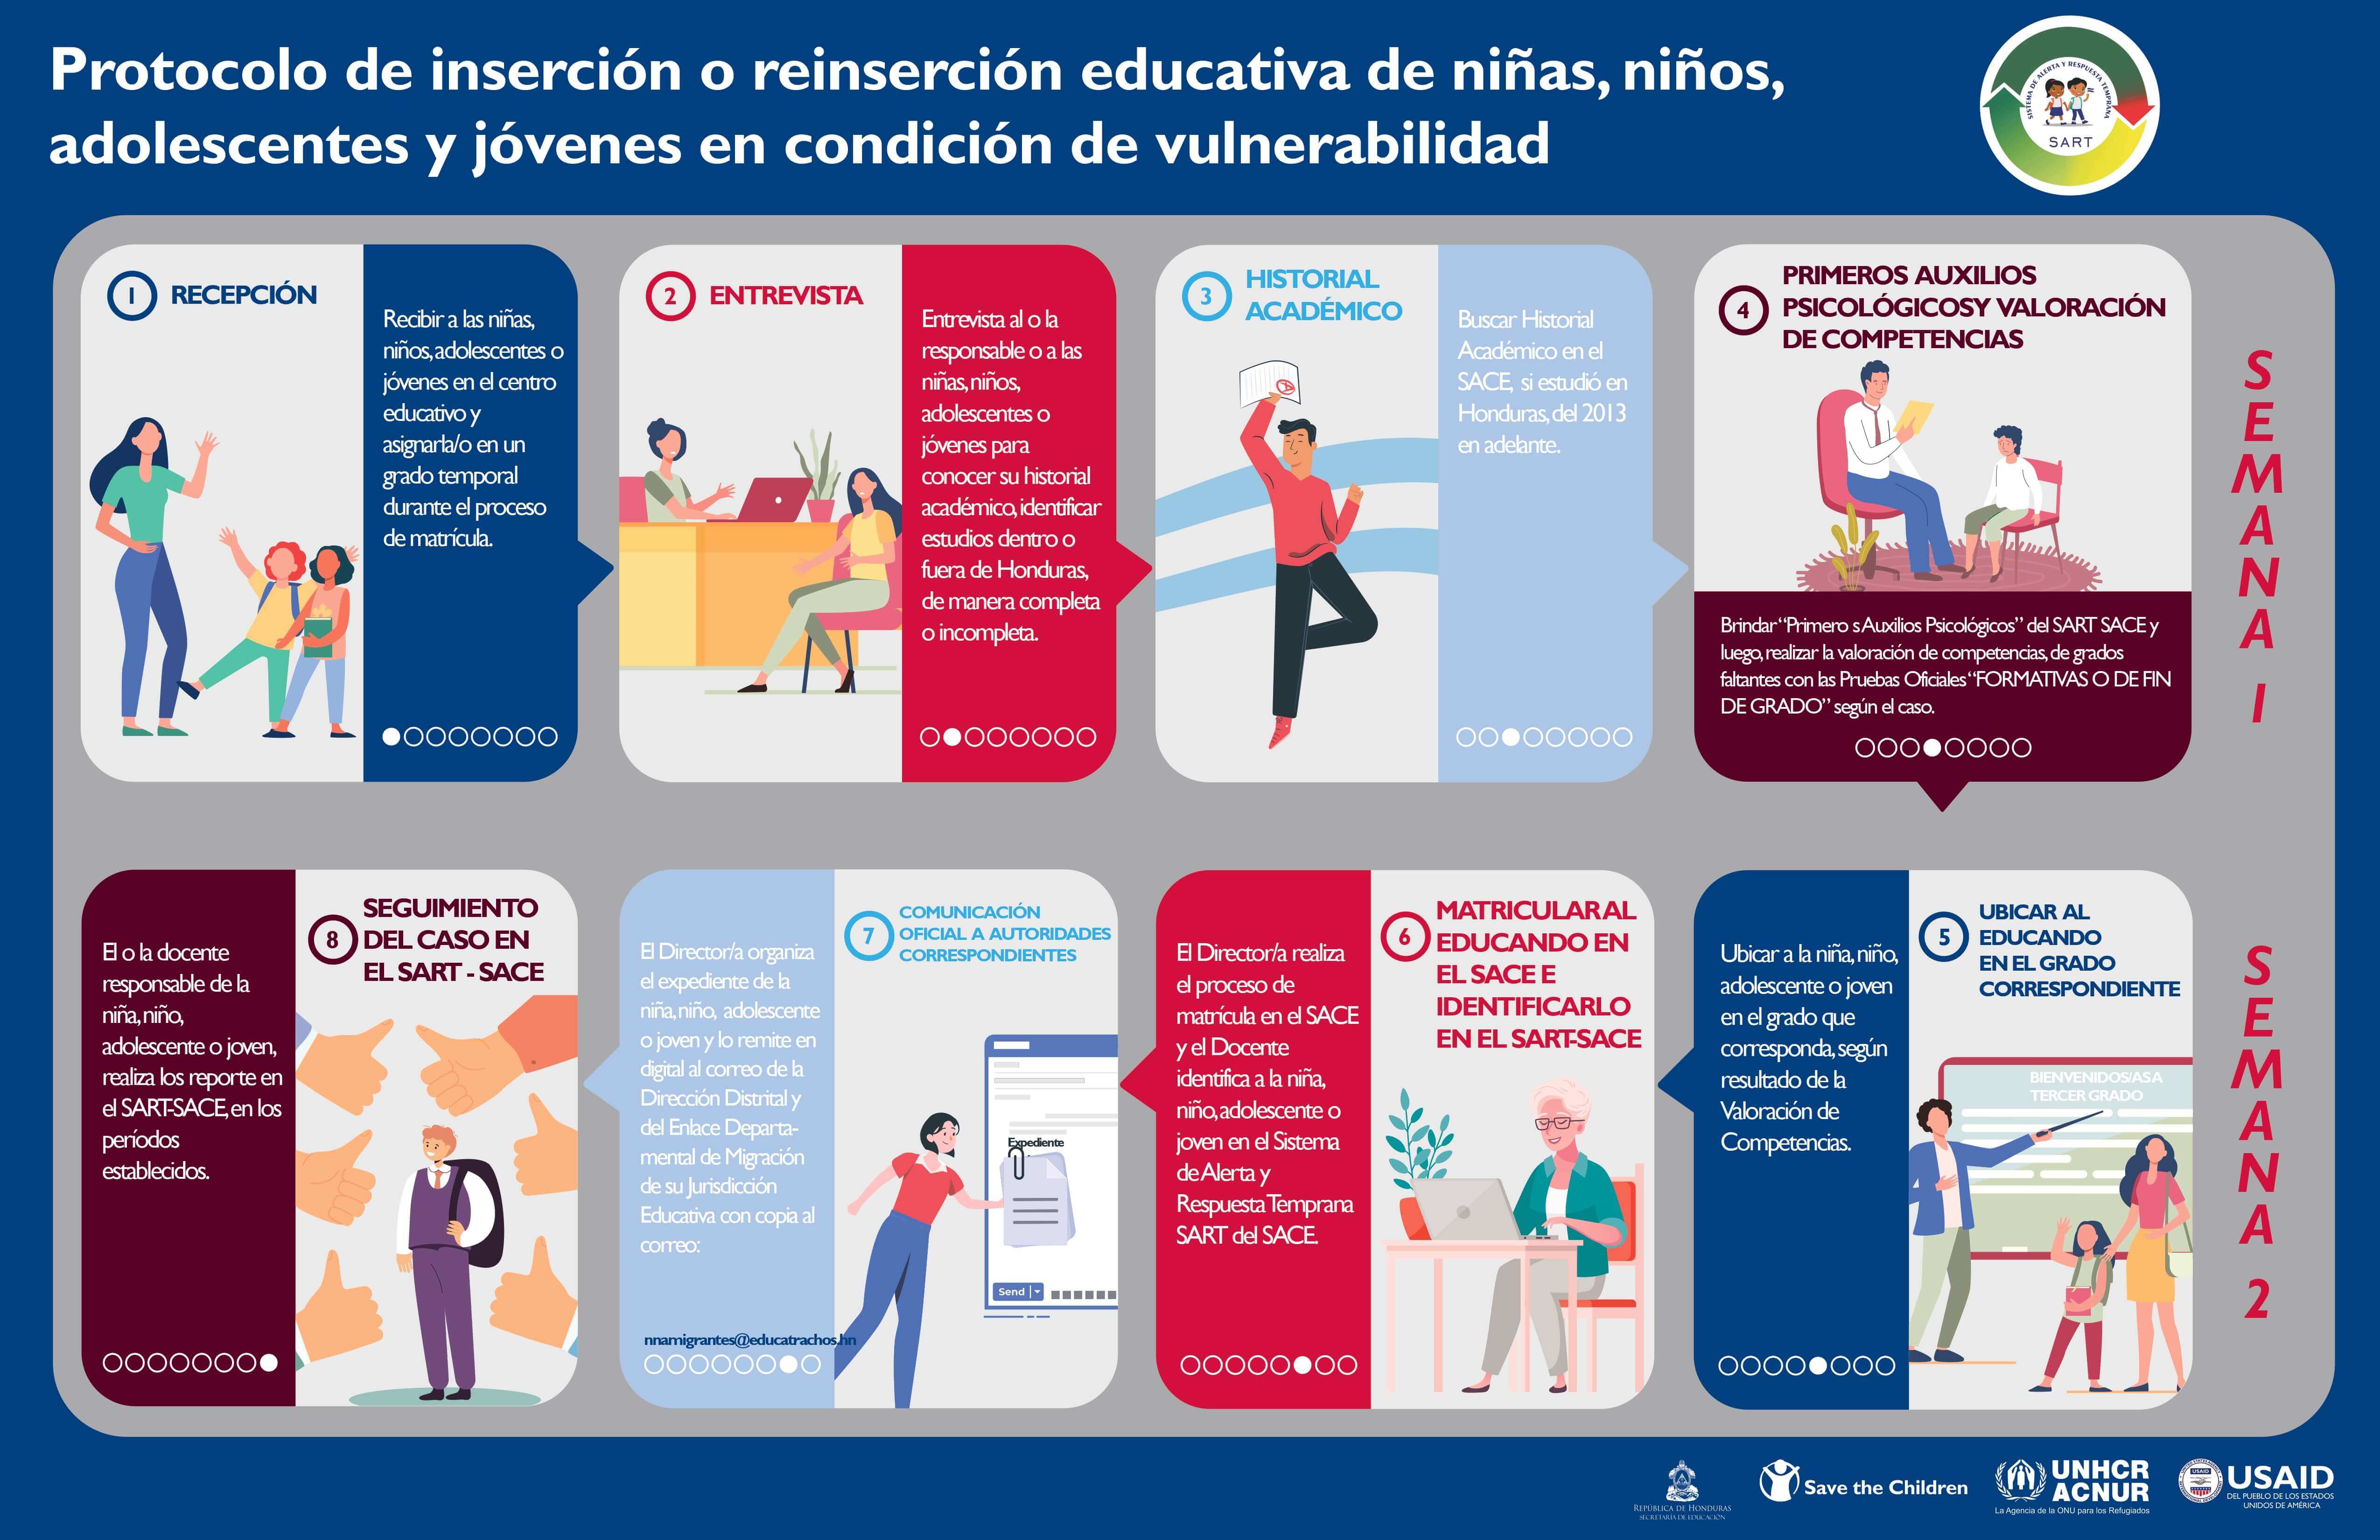 Protocolo de inserción o reinserción educativa de niñas, niños,
adolescentes y jóvenes en condición de vulnerabilidad
SISTEMA DE ALERTA Y RESPUESTA TEMPRANA
SART
1 RECEPCIÓN
Recibir a las niñas,
niños, adolescentes o
jóvenes en el centro
educativo y
asignarla/o en un
grado temporal
durante el proceso
de matrícula.
2 ENTREVISTA
Entrevista al o la
responsable o a las
niñas, niños,
adolescentes o
jóvenes para
conocer su historial
académico, identificar
estudios dentro o
fuera de Honduras,
de manera completa
o incompleta.
3 HISTORIAL
ACADÉMICO
Buscar Historial
Académico en el
SACE, si estudió en
Honduras, del 2013
en adelante.
4 PRIMEROS AUXILIOS
PSICOLÓGICOSY VALORACIÓN
DE COMPETENCIAS
Brindar “Primero s Auxilios Psicológicos” del SART SACE y
luego, realizar la valoración de competencias, de grados
faltantes con las Pruebas Oficiales “FORMATIVAS O DE FIN
DE GRADO” según el caso.
SEMANA 1
5 UBICAR AL
EDUCANDO
EN EL GRADO
CORRESPONDIENTE
Ubicar a la niña, niño,
adolescente o joven
en el grado que
corresponda, según
resultado de la
Valoración de
Competencias.
BIENVENIDOS/AS A
TERCER GRADO
6 MATRICULAR AL
EDUCANDO EN
EL SACE E
IDENTIFICARLO
EN EL SART-SACE
El Director/a realiza
el proceso de
matrícula en el SACE
y el Docente
identifica a la niña,
niño, adolescente o
joven en el Sistema
de Alerta y
Respuesta Temprana
SART del SACE.
7 COMUNICACIÓN
OFICIAL A AUTORIDADES
CORRESPONDIENTES
El Director/a organiza
el expediente de la
niña, niño, adolescente
o joven y lo remite en
digital al correo de la
Dirección Distrital y
del Enlace Departa-
mental de Migración
de su Jurisdicción
Educativa con copia al
correo:
nnamigrantes@educatrachos.hn
Expediente
Send
8 SEGUIMIENTO
DEL CASO EN
EL SART - SACE
El o la docente
responsable de la
niña, niño,
adolescente o joven,
realiza los reporte en
el SART-SACE, en los
períodos
establecidos.
SEMANA 2
REPÚBLICA DE HONDURAS
SECRETARÍA DE EDUCACIÓN
Save the Children
UNHCR
ACNUR
La Agencia de la ONU para los Refugiados
USAID
USAID
DEL PUEBLO DE LOS ESTADOS
UNIDOS DE AMÉRICA